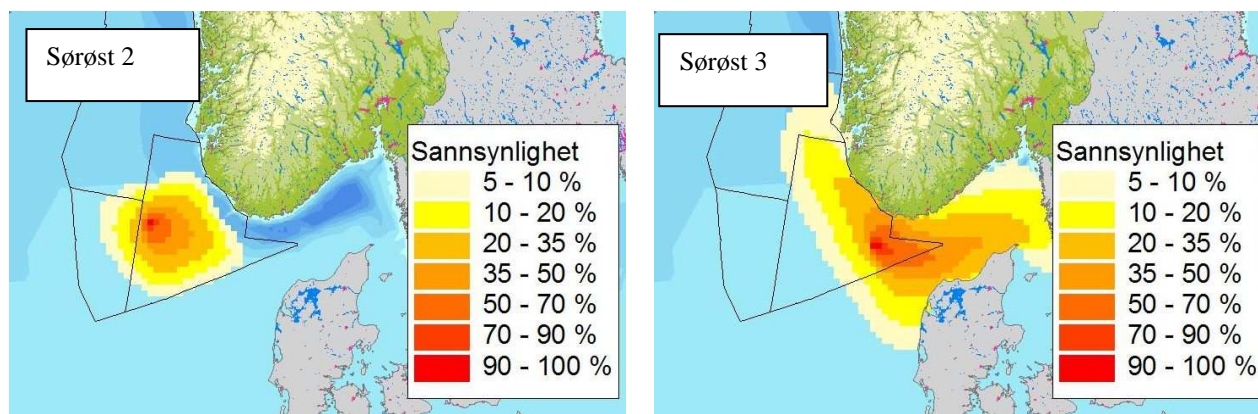 Sørøst 2
Sannsynlighet
5 - 10 %
10 - 20 %
20 - 35 %
35 - 50 %
50 - 70 %
70 - 90 %
90 - 100 %
Sørøst 3
Sannsynlighet
5 - 10 %
10 - 20 %
20 - 35 %
35 - 50 %
50 - 70 %
70 - 90 %
90 - 100 %